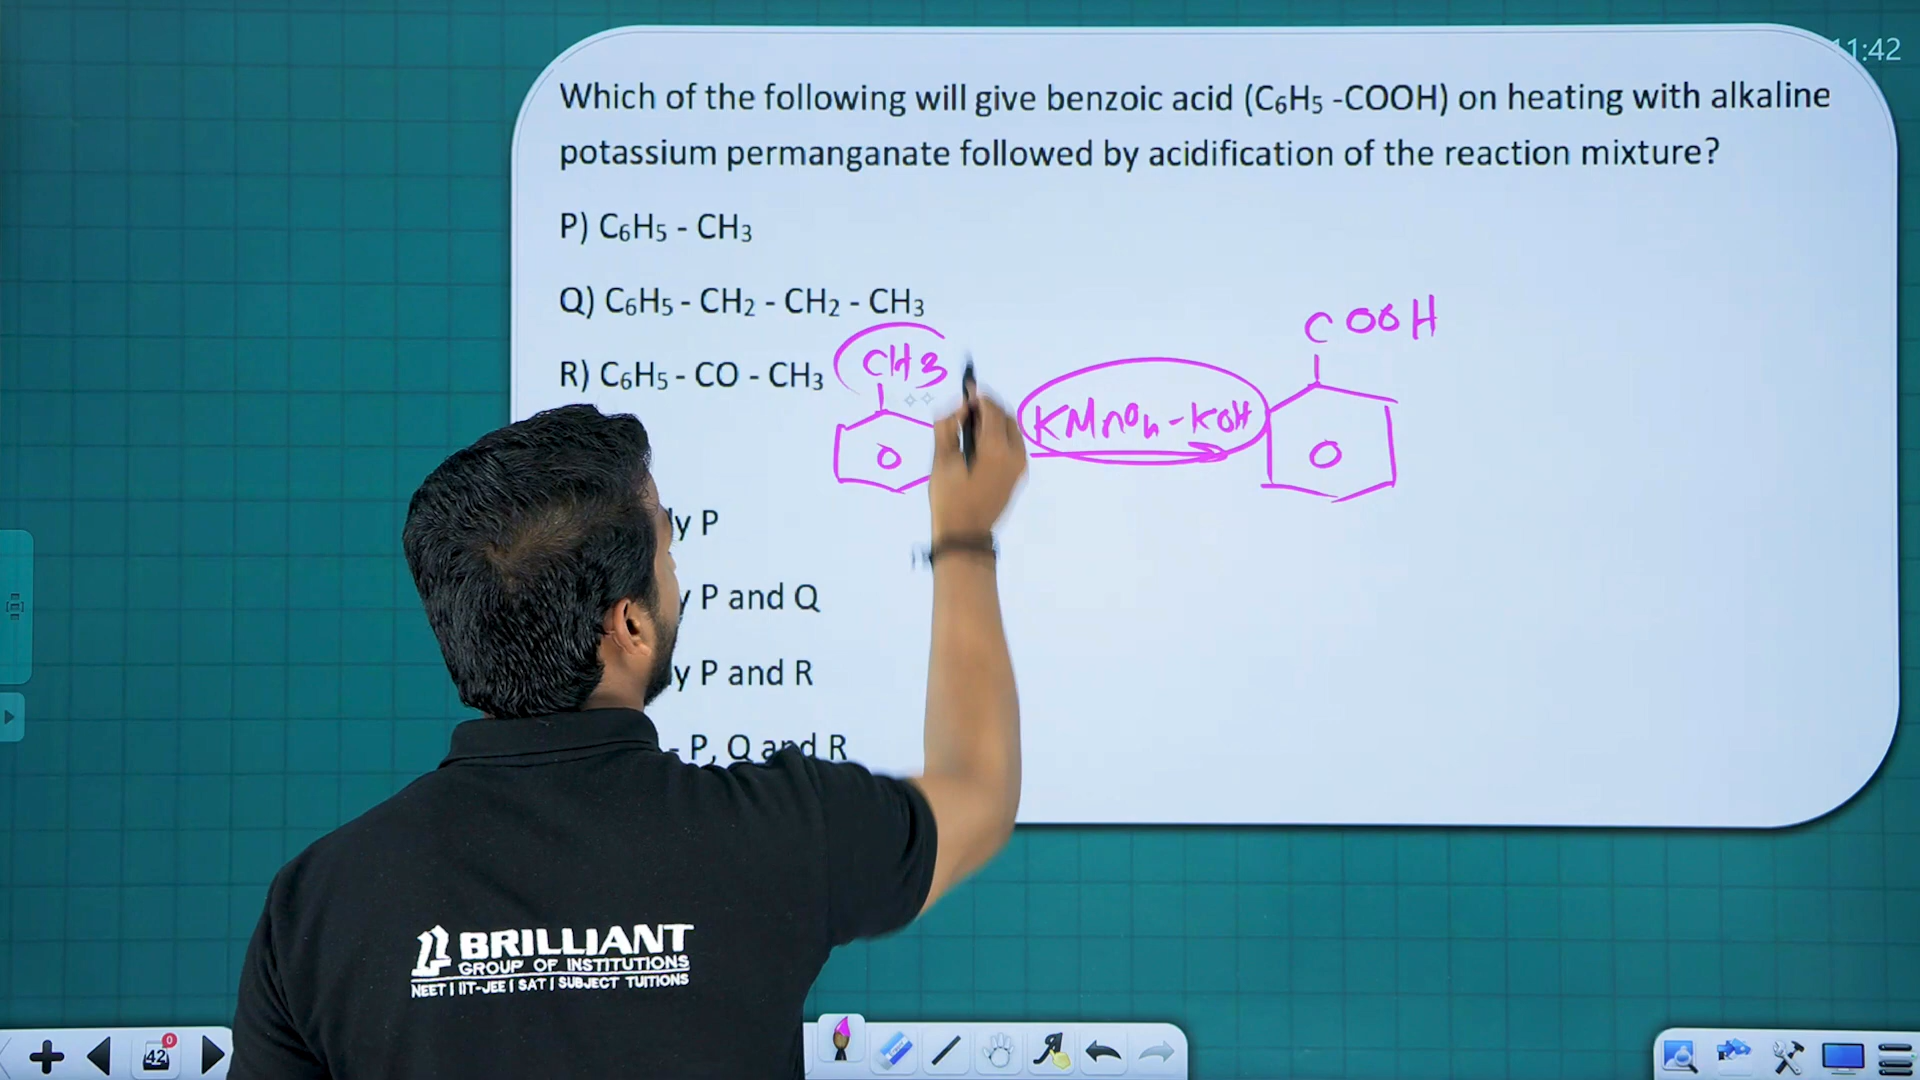 11:42
Which of the following will give benzoic acid (C₆H₅ -COOH) on heating with alkaline
potassium permanganate followed by acidification of the reaction mixture?
P) C₆H₅ - CH₃
Q) C₆H₅ - CH₂ - CH₂ - CH₃
R) C₆H₅ - CO - CH₃
CH3
COOH
KMnO4-KOH
P
P and Q
P and R
- P, Q and R
BRILLIANT
GROUP OF INSTITUTIONS
NEET | IIT-JEE | SAT | SUBJECT TUITIONS
0
42